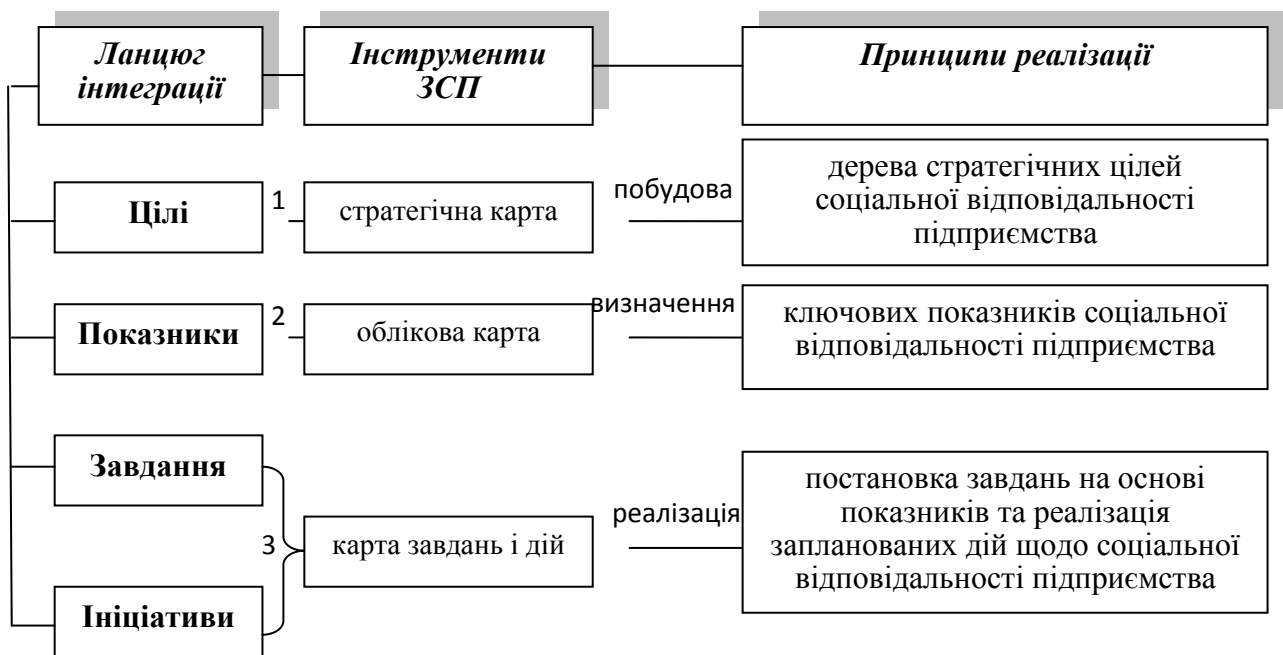 Ланцюг
інтеграції
Інструменти
ЗСП
Принципи реалізації
Цілі
1
стратегічна карта
побудова
дерева стратегічних цілей
соціальної відповідальності
підприємства
Показники
2
облікова карта
визначення
ключових показників соціальної
відповідальності підприємства
Завдання
Ініціативи
3
карта завдань і дій
реалізація
постановка завдань на основі
показників та реалізація
запланованих дій щодо соціальної
відповідальності підприємства